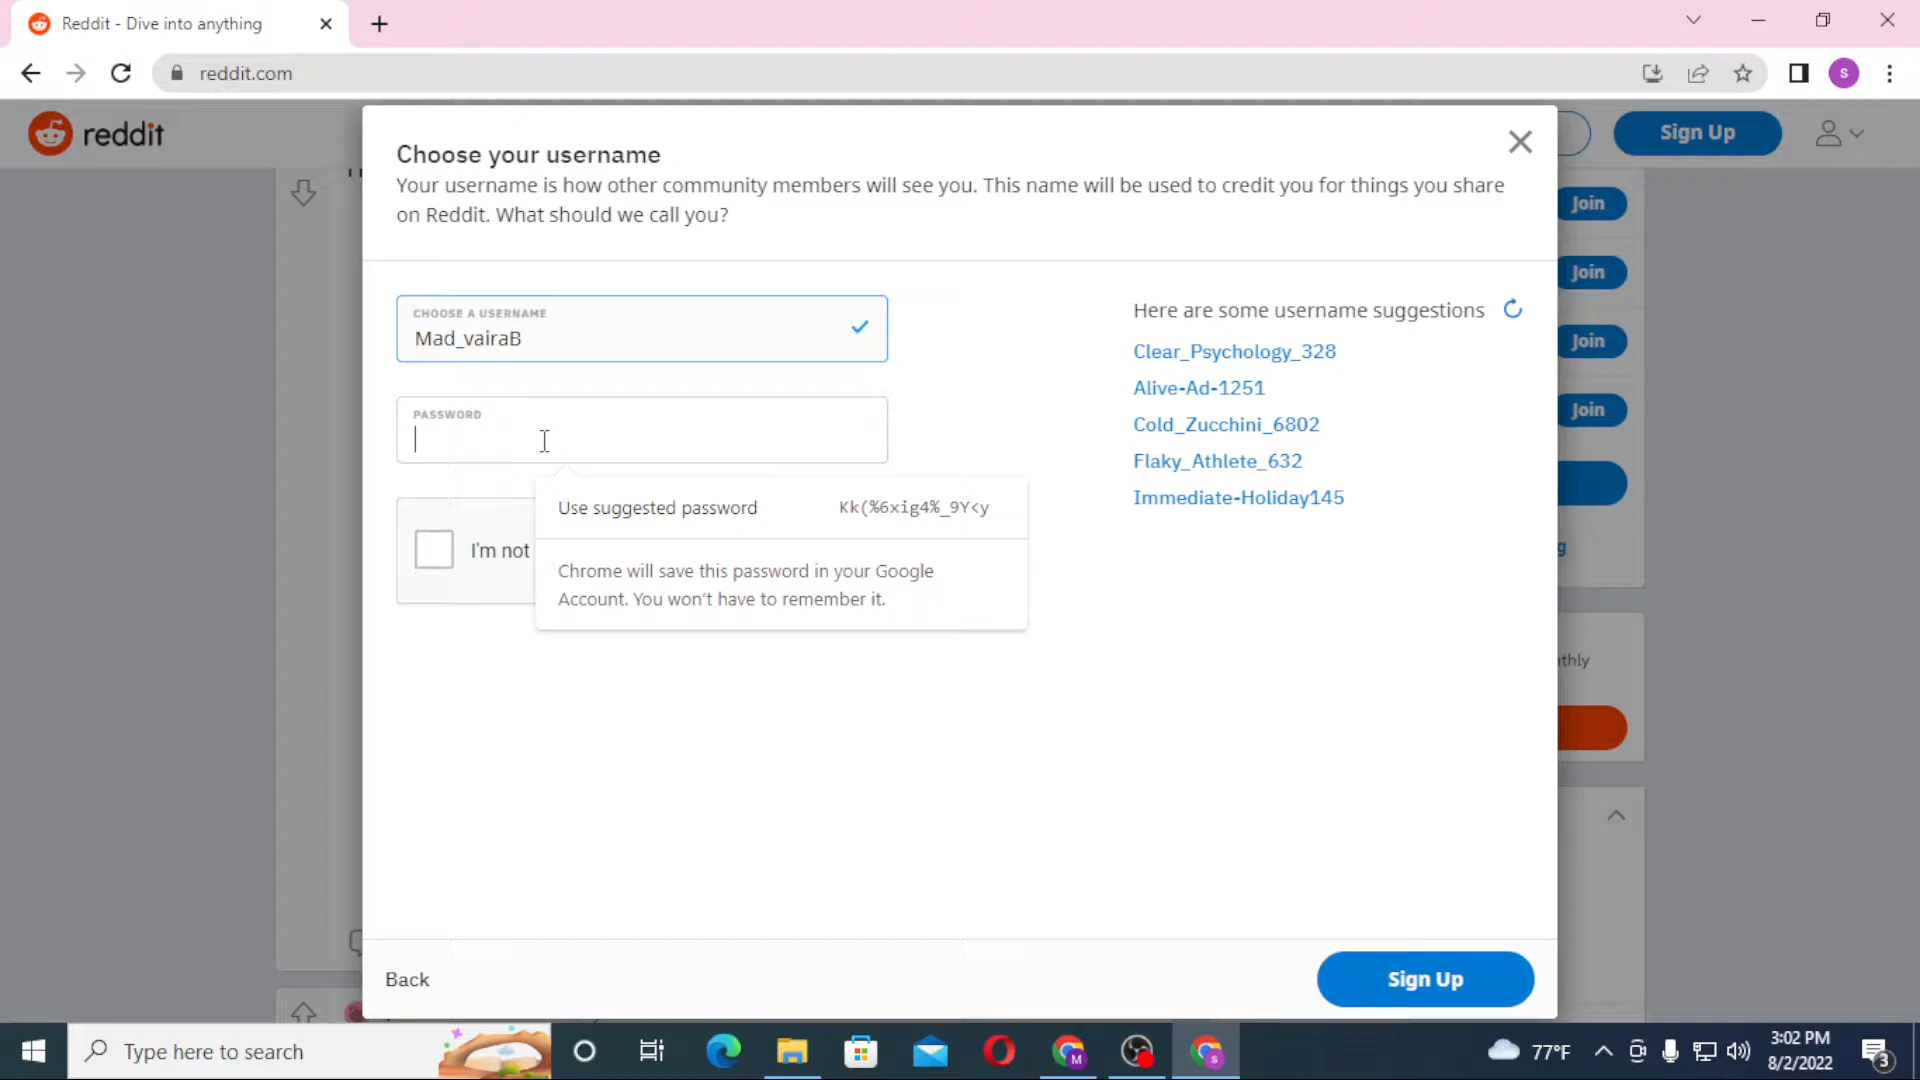 Reddit - Dive into anything
reddit.com
S
reddit
Sign Up
Choose your username
Your username is how other community members will see you. This name will be used to credit you for things you share
on Reddit. What should we call you?
Join
Join
Join
Join
CHOOSE A USERNAME
Mad_vairaB
PASSWORD
Use suggested password Kk(%6xig4%_9Y<y
Chrome will save this password in your Google
Account. You won't have to remember it.
I'm not
Here are some username suggestions
Clear_Psychology_328
Alive-Ad-1251
Cold_Zucchini_6802
Flaky_Athlete_632
Immediate-Holiday145
g
thly
Back
Sign Up
Type here to search
M
S
77°F
3:02 PM
8/2/2022
3